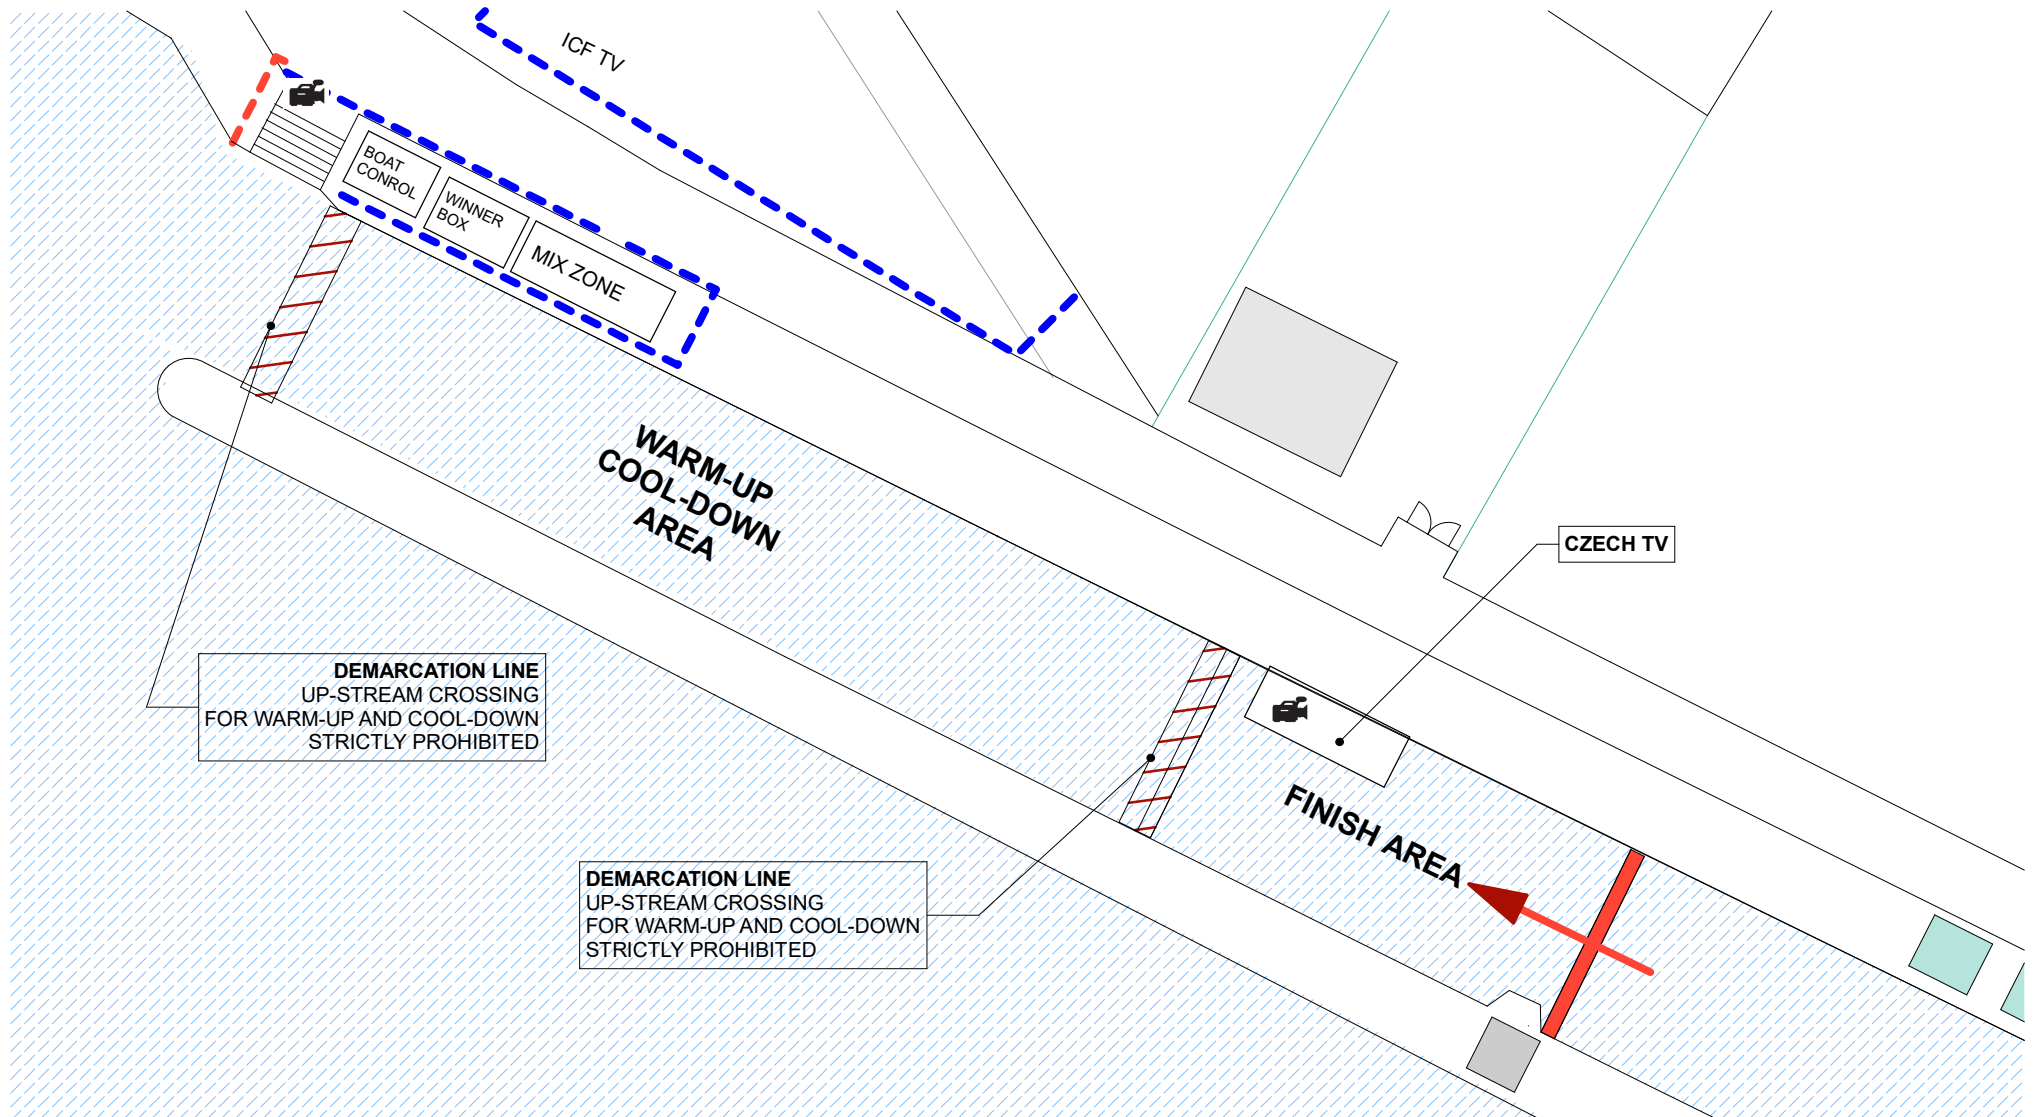 ICF TV
BOAT
CONROL
WINNER
BOX
MIX ZONE
WARM-UP
COOL-DOWN
AREA
CZECH TV
DEMARCATION LINE
UP-STREAM CROSSING
FOR WARM-UP AND COOL-DOWN
STRICTLY PROHIBITED
FINISH AREA
DEMARCATION LINE
UP-STREAM CROSSING
FOR WARM-UP AND COOL-DOWN
STRICTLY PROHIBITED